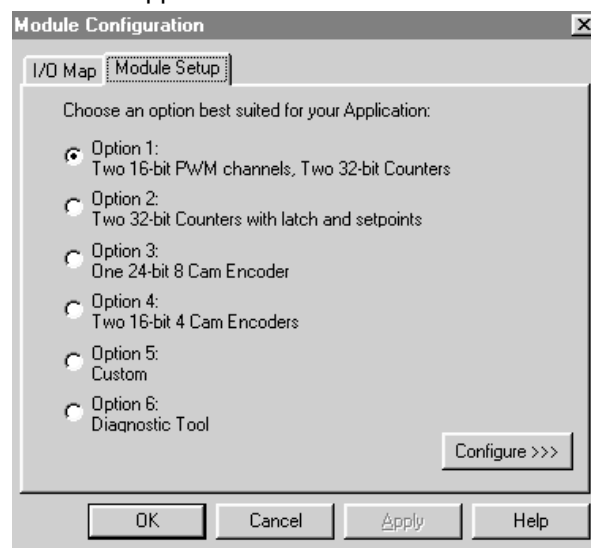 Module Configuration
I/O Map Module Setup
Choose an option best suited for your Application:
Option 1:
Two 16-bit PWM channels, Two 32-bit Counters
Option 2:
Two 32-bit Counters with latch and setpoints
Option 3:
One 24-bit 8 Cam Encoder
Option 4:
Two 16-bit 4 Cam Encoders
Option 5:
Custom
Option 6:
Diagnostic Tool
Configure >>>
OK Cancel Apply Help